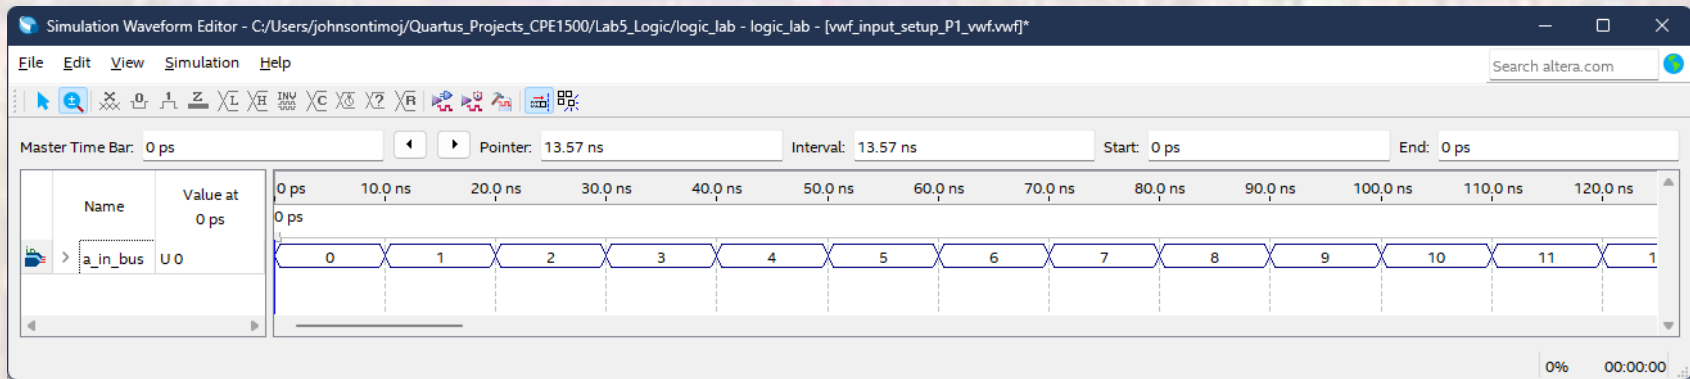 Simulation Waveform Editor - C:/Users/johnsontimoj/Quartus_Projects_CPE1500/Lab5_Logic/logic_lab - logic_lab - [vwf_input_setup_P1_vwf.vwf]*
File Edit View Simulation Help
Search altera.com
Master Time Bar: 0 ps Pointer: 13.57 ns Interval: 13.57 ns Start: 0 ps End: 0 ps
Name Value at 0 ps
0 ps 10.0 ns 20.0 ns 30.0 ns 40.0 ns 50.0 ns 60.0 ns 70.0 ns 80.0 ns 90.0 ns 100.0 ns 110.0 ns 120.0 ns
0 ps
a_in_bus U 0 0 1 2 3 4 5 6 7 8 9 10 11 1
0% 00:00:00